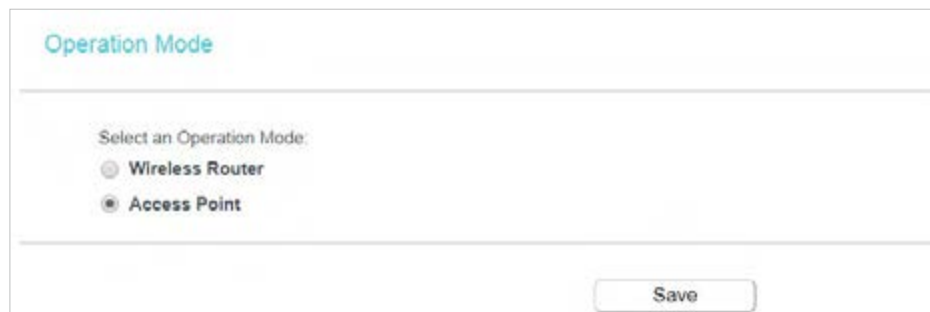 Operation Mode
Select an Operation Mode:
Wireless Router
Access Point
Save